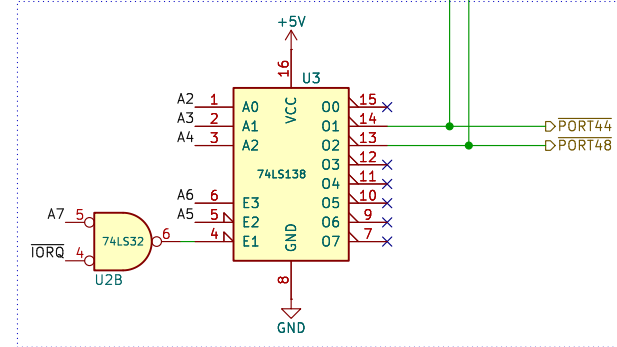 +5V
16
U3
A2 1 A0 VCC O0 15
A3 2 A1 O1 14 PORT44
A4 3 A2 O2 13 PORT48
O3 12
74LS138
O4 11
A6 6 E3 O5 10
A5 5 E2 O6 9
4 E1 GND O7 7
A7 5
74LS32 6
IORQ 4
U2B
8
GND